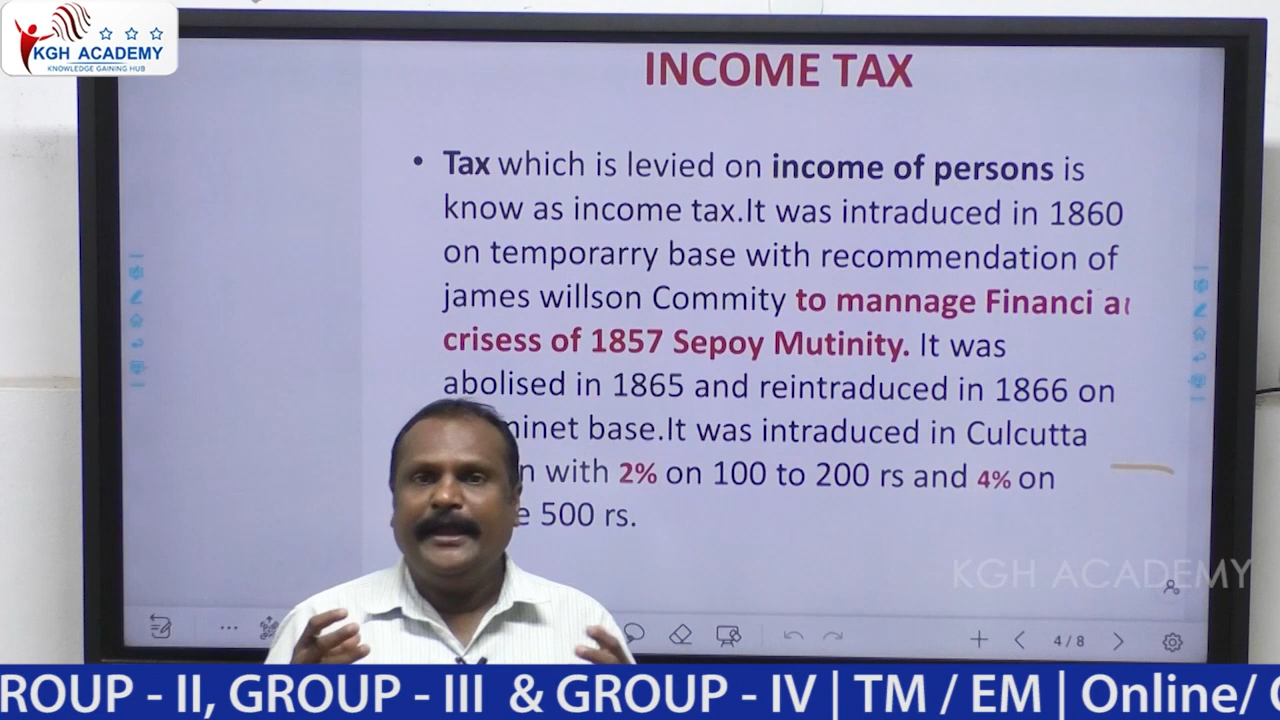 KGH ACADEMY
KNOWLEDGE GAINING HUB
INCOME TAX
• Tax which is levied on income of persons is
know as income tax.It was intraduced in 1860
on temporarry base with recommendation of
james willson Commity to mannage Financi
crisess of 1857 Sepoy Mutinity. It was
abolised in 1865 and reintraduced in 1866 on
base.It was intraduced in Culcutta
with 2% on 100 to 200 rs and 4% on
500 rs.
KGH ACADEMY
4/8
ROUP - II, GROUP - III & GROUP - IV | TM / EM | Online/